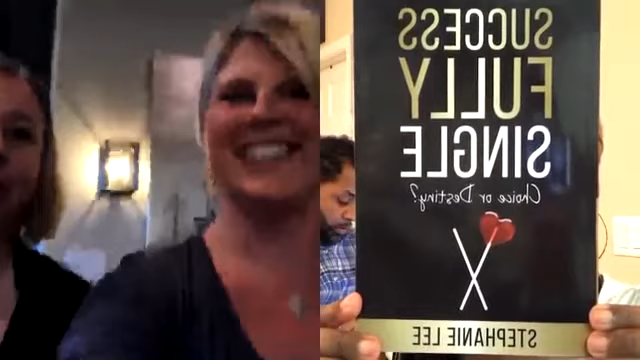 SUCCESS
FULLY
SINGLE
Choice or Destiny?
STEPHANIE LEE